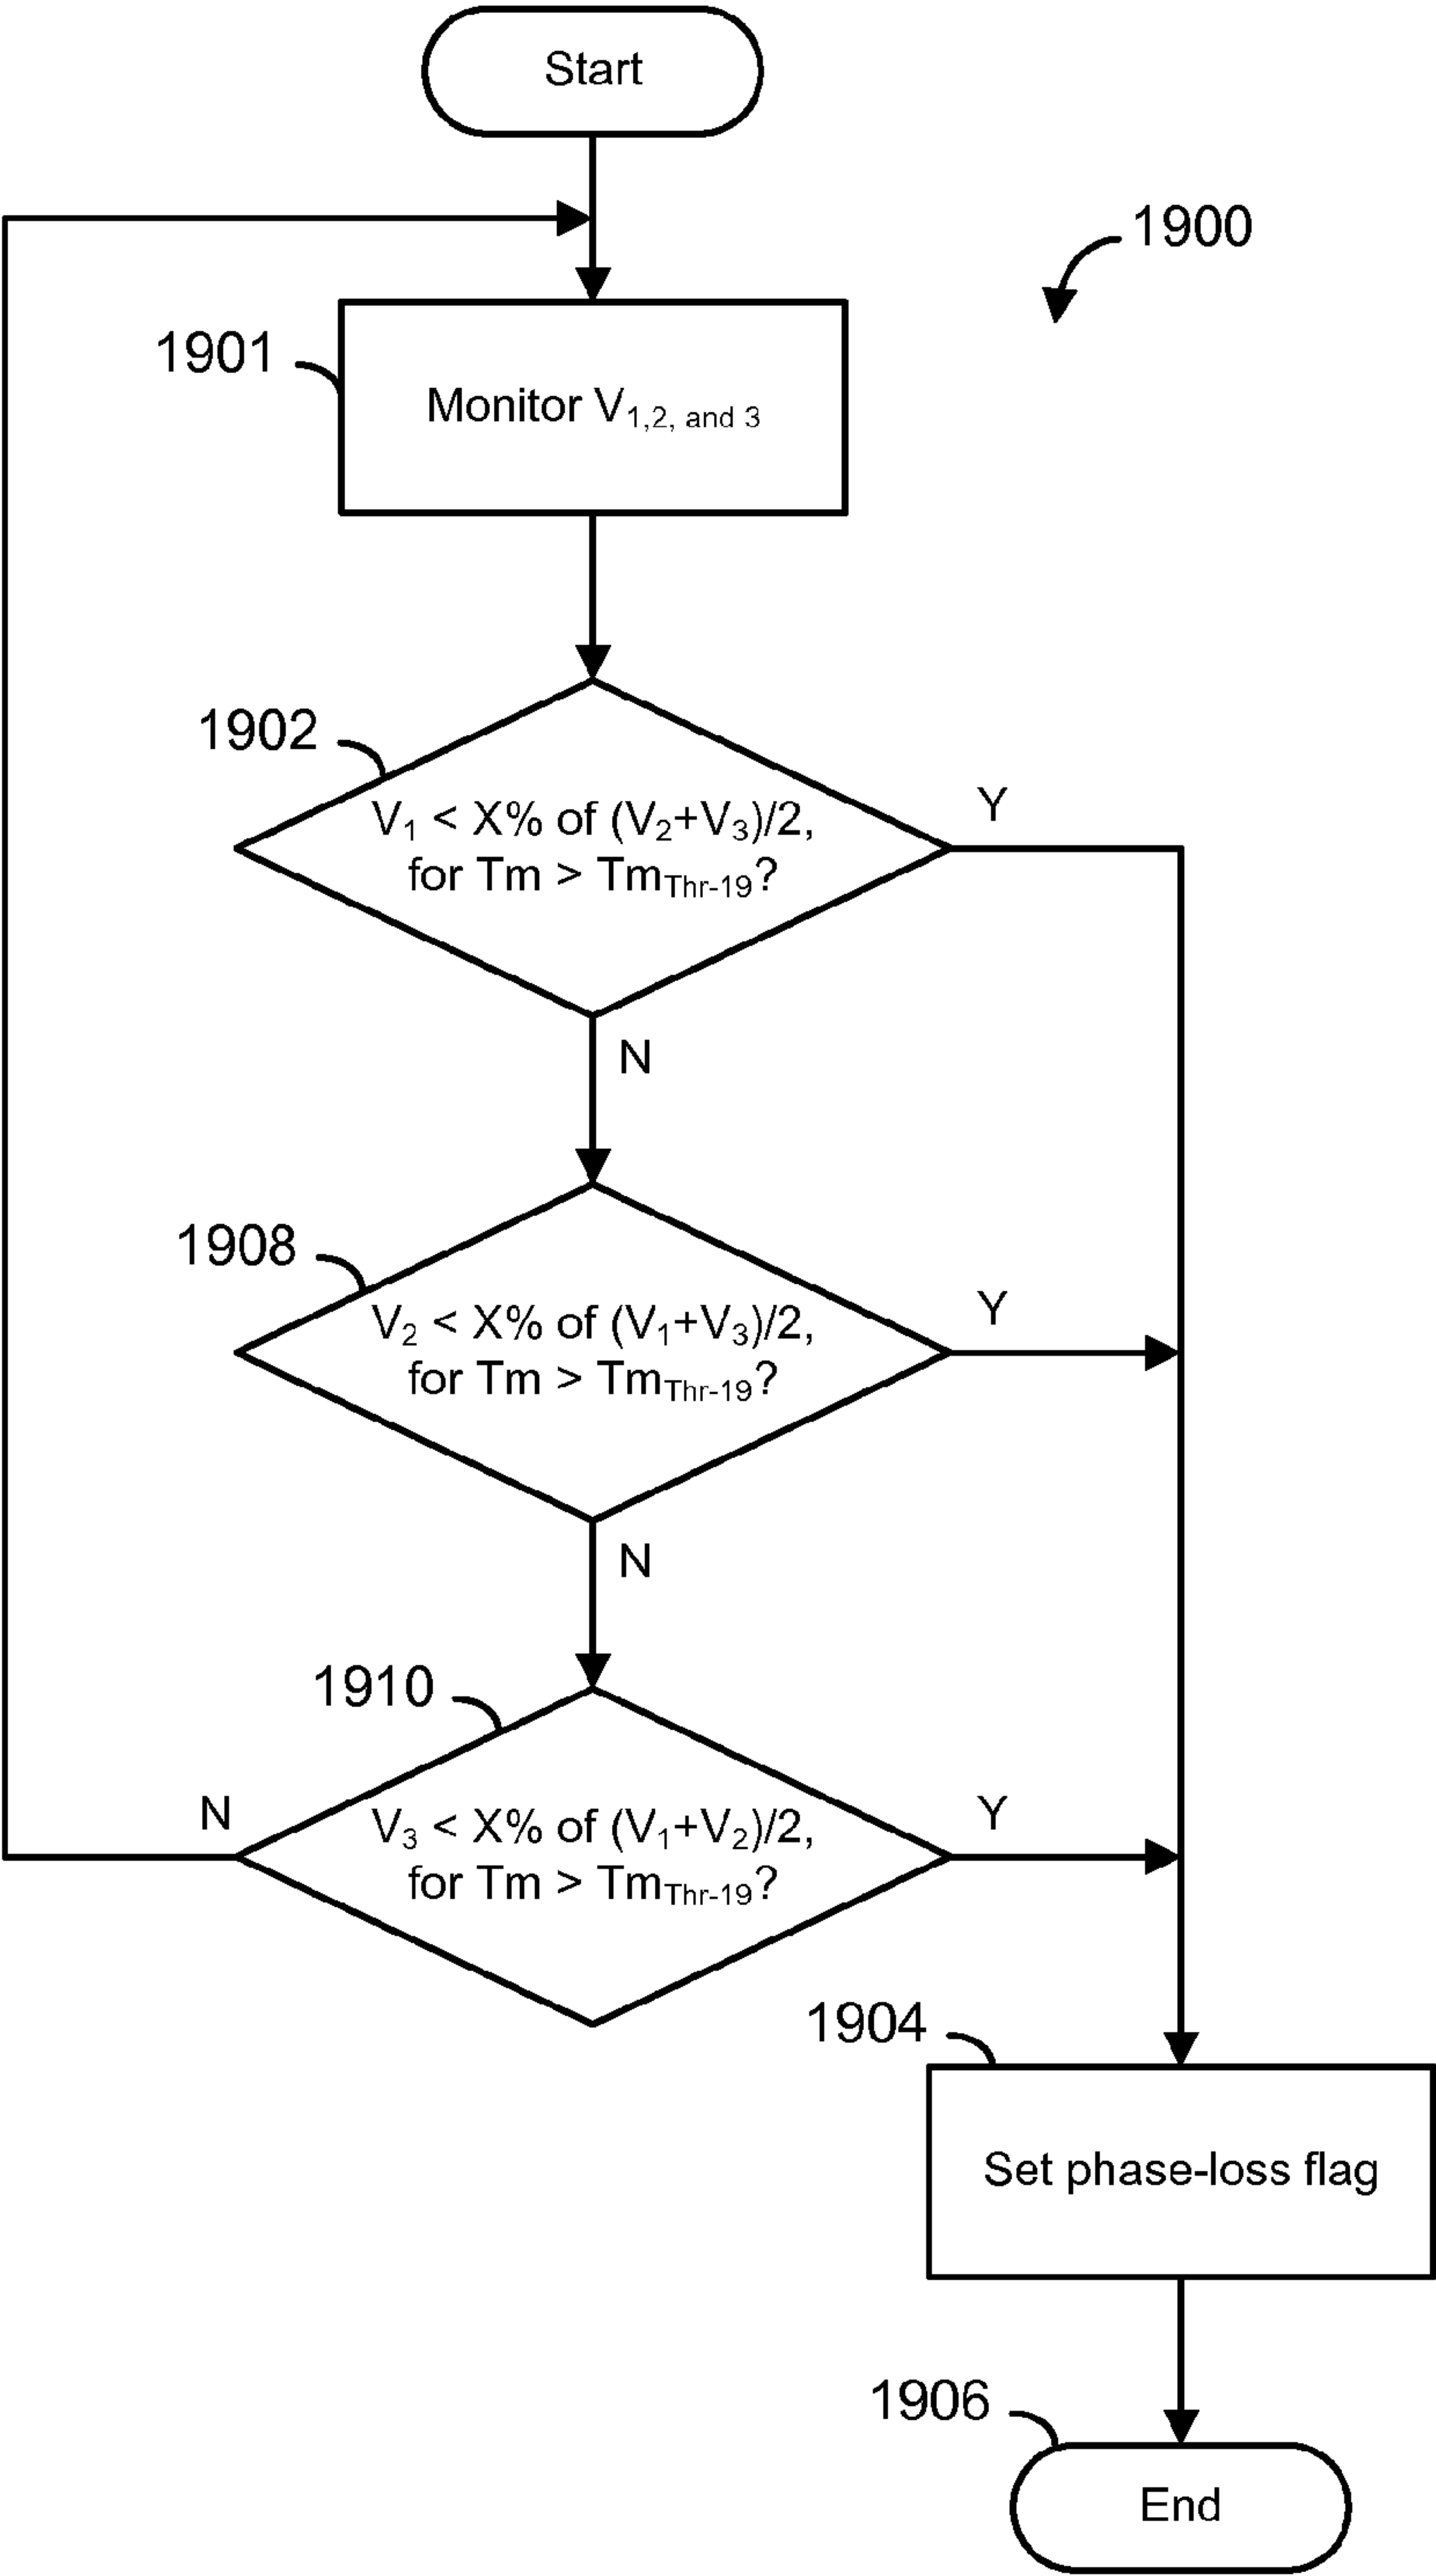 Start
1900
1901
Monitor V1,2, and 3
1902
V1 < X% of (V2+V3)/2,
for Tm > TmThr-19?
Y
N
1908
V2 < X% of (V1+V3)/2,
for Tm > TmThr-19?
Y
N
1910
N
V3 < X% of (V1+V2)/2,
for Tm > TmThr-19?
Y
1904
Set phase-loss flag
1906
End